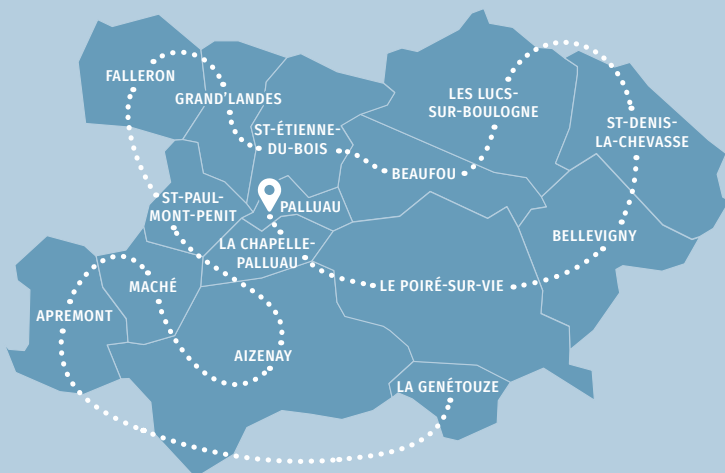 FALLERON
GRAND'LANDES
LES LUCS-
SUR-BOULOGNE
ST-DENIS-
LA-CHEVASSE
ST-ÉTIENNE-
DU-BOIS
BEAUFOU
ST-PAUL-
MONT-PENIT
PALLUAU
LA CHAPELLE-
PALLUAU
BELLEVIGNY
MACHÉ
LE POIRÉ-SUR-VIE
APREMONT
AIZENAY
LA GENÉTOUZE